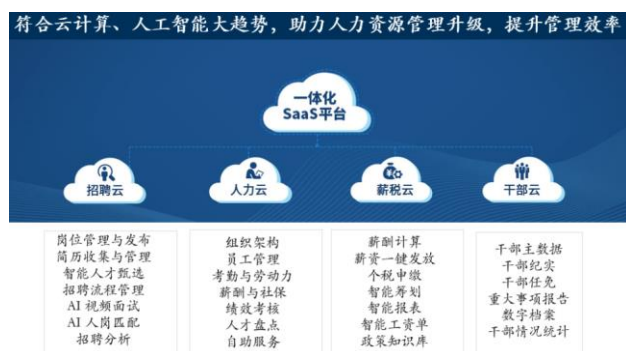 符合云计算、人工智能大趋势，助力人力资源管理升级，提升管理效率
一体化
SaaS平台
招聘云
人力云
薪税云
干部云
岗位管理与发布
简历收集与管理
智能人才甄选
招聘流程管理
AI 视频面试
AI 人岗匹配
招聘分析
组织架构
员工管理
考勤与劳动力
薪酬与社保
绩效考核
人才盘点
自助服务
薪酬计算
薪资一键发放
个税申缴
智能筹划
智能报表
智能工资单
政策知识库
干部主数据
干部纪实
干部任免
重大事项报告
数字档案
干部情况统计